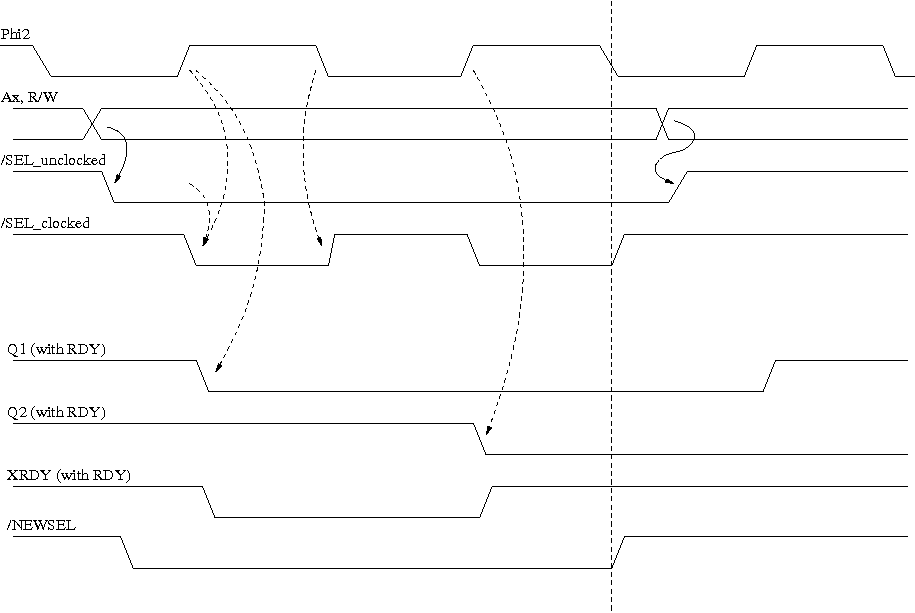 Phi2
Ax, R/W
/SEL_unclocked
/SEL_clocked
Q1 (with RDY)
Q2 (with RDY)
XRDY (with RDY)
/NEWSEL